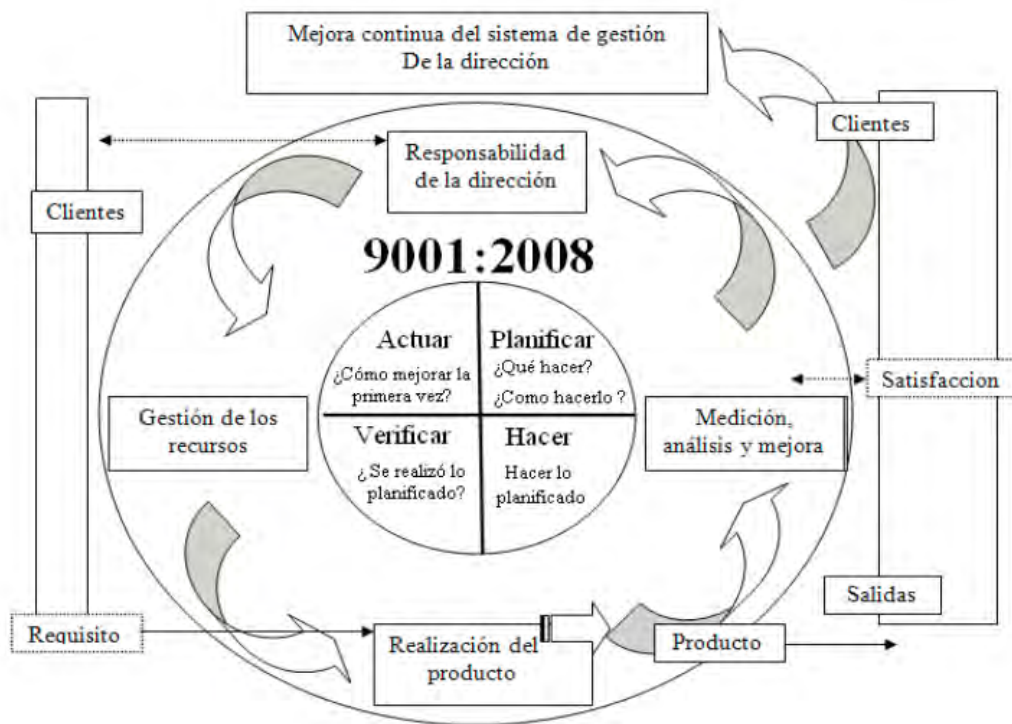 Mejora continua del sistema de gestión
De la dirección
Clientes
Responsabilidad
de la dirección
Clientes
9001:2008
Actuar
¿Cómo mejorar la
primera vez?
Planificar
¿Qué hacer?
¿Como hacerlo ?
Satisfaccion
Gestión de los
recursos
Verificar
¿Se realizó lo
planificado?
Hacer
Hacer lo
planificado
Medición,
análisis y mejora
Salidas
Requisito
Realización del
producto
Producto